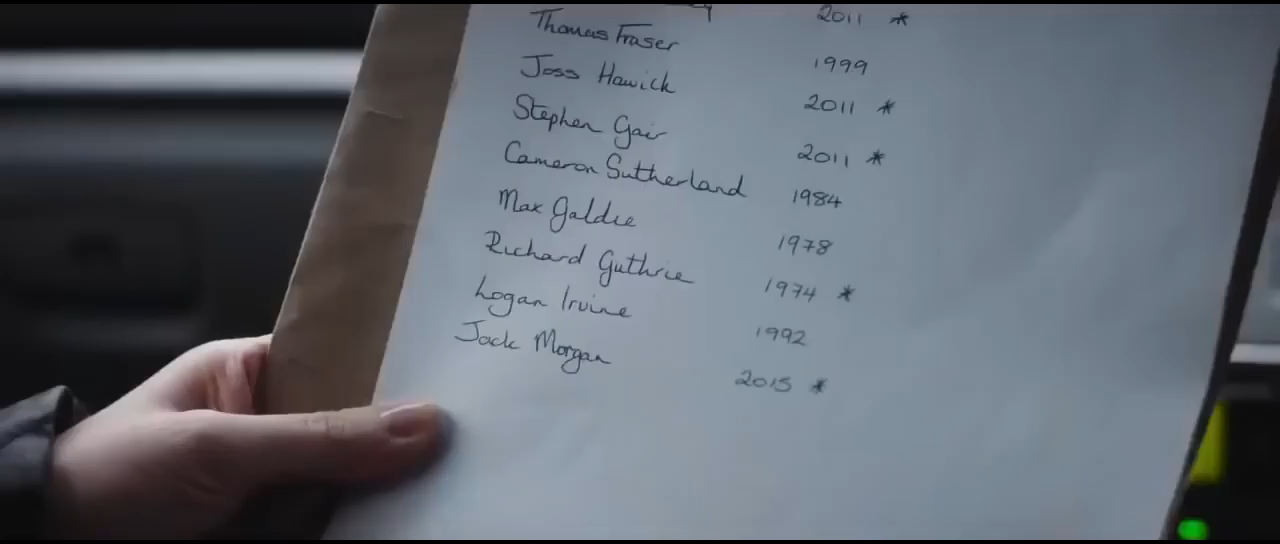 2011 *
Thomas Fraser 1999
Joss Hawick 2011 *
Stephen Gair 2011 *
Cameron Sutherland 1984
Max Galdie 1978
Richard Guthrie 1974 *
Logan Irvine 1992
Jack Morgan 2015 *